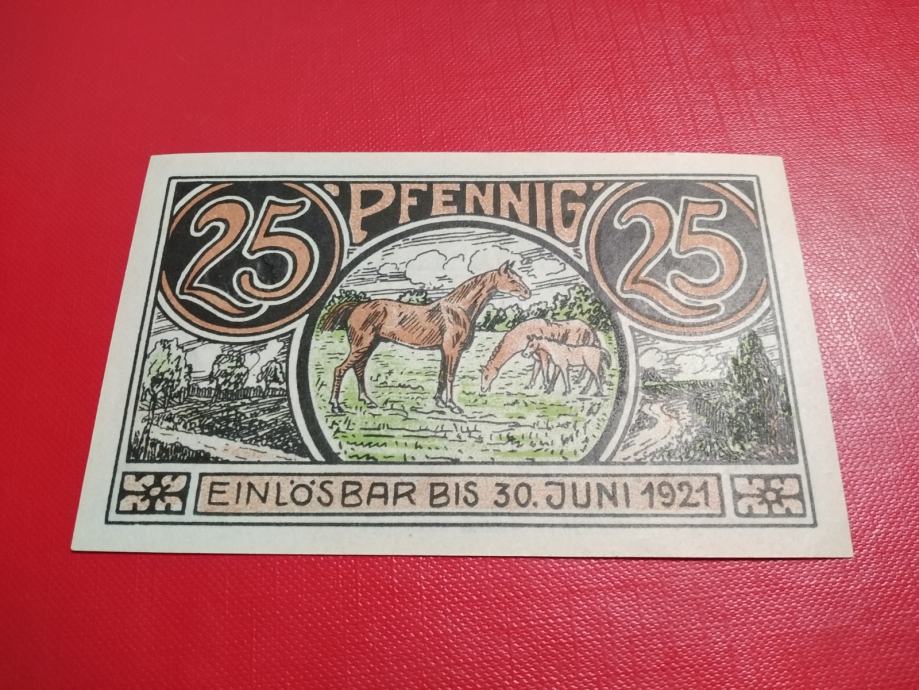 25 PFENNIG 25
EINLÖSBAR BIS 30. JUNI 1921